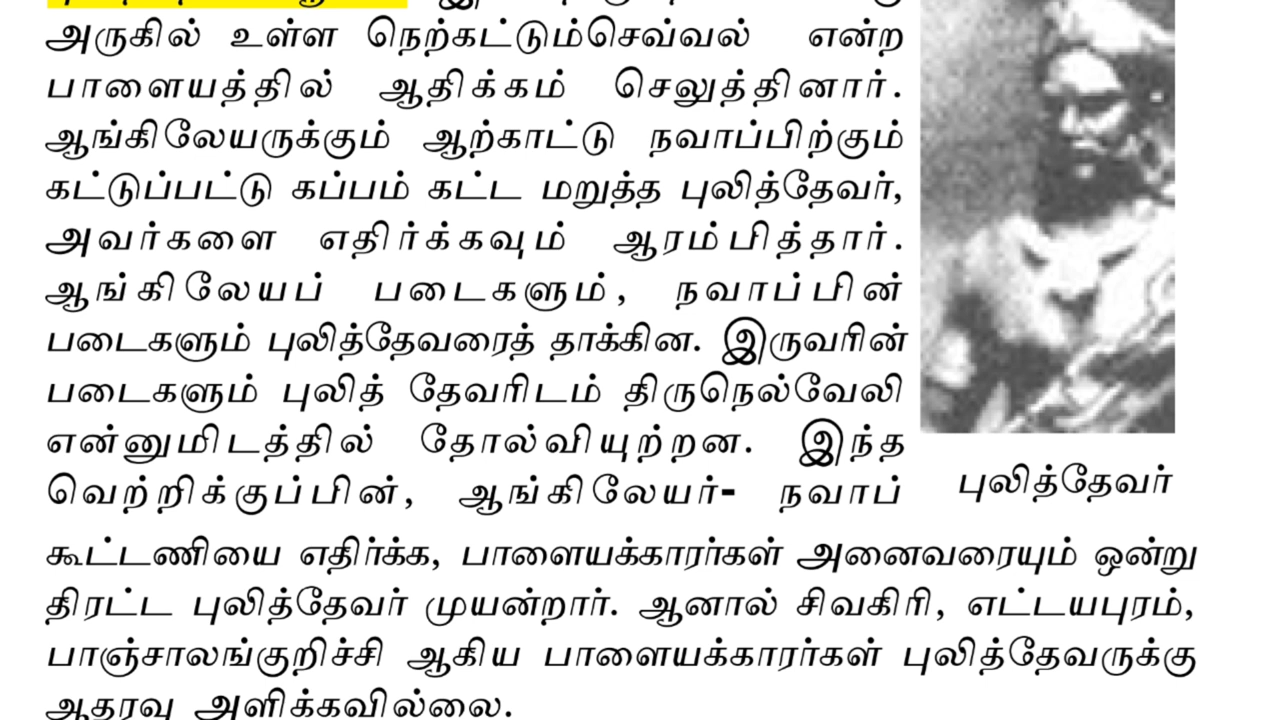 அருகில் உள்ள நெற்கட்டும்செவ்வல் என்ற
பாளையத்தில் ஆதிக்கம் செலுத்தினார்.
ஆங்கிலேயருக்கும் ஆற்காட்டு நவாப்பிற்கும்
கட்டுப்பட்டு கப்பம் கட்ட மறுத்த புலித்தேவர்,
அவர்களை எதிர்க்கவும் ஆரம்பித்தார்.
ஆங்கிலேயப் படைகளும், நவாப்பின்
படைகளும் புலித்தேவரைத் தாக்கின. இருவரின்
படைகளும் புலித் தேவரிடம் திருநெல்வேலி
என்னுமிடத்தில் தோல்வியுற்றன. இந்த
வெற்றிக்குப்பின், ஆங்கிலேயர்- நவாப்
புலித்தேவர்
கூட்டணியை எதிர்க்க, பாளையக்காரர்கள் அனைவரையும் ஒன்று
திரட்ட புலித்தேவர் முயன்றார். ஆனால் சிவகிரி, எட்டயபுரம்,
பாஞ்சாலங்குறிச்சி ஆகிய பாளையக்காரர்கள் புலித்தேவருக்கு
ஆதரவு அளிக்கவில்லை.